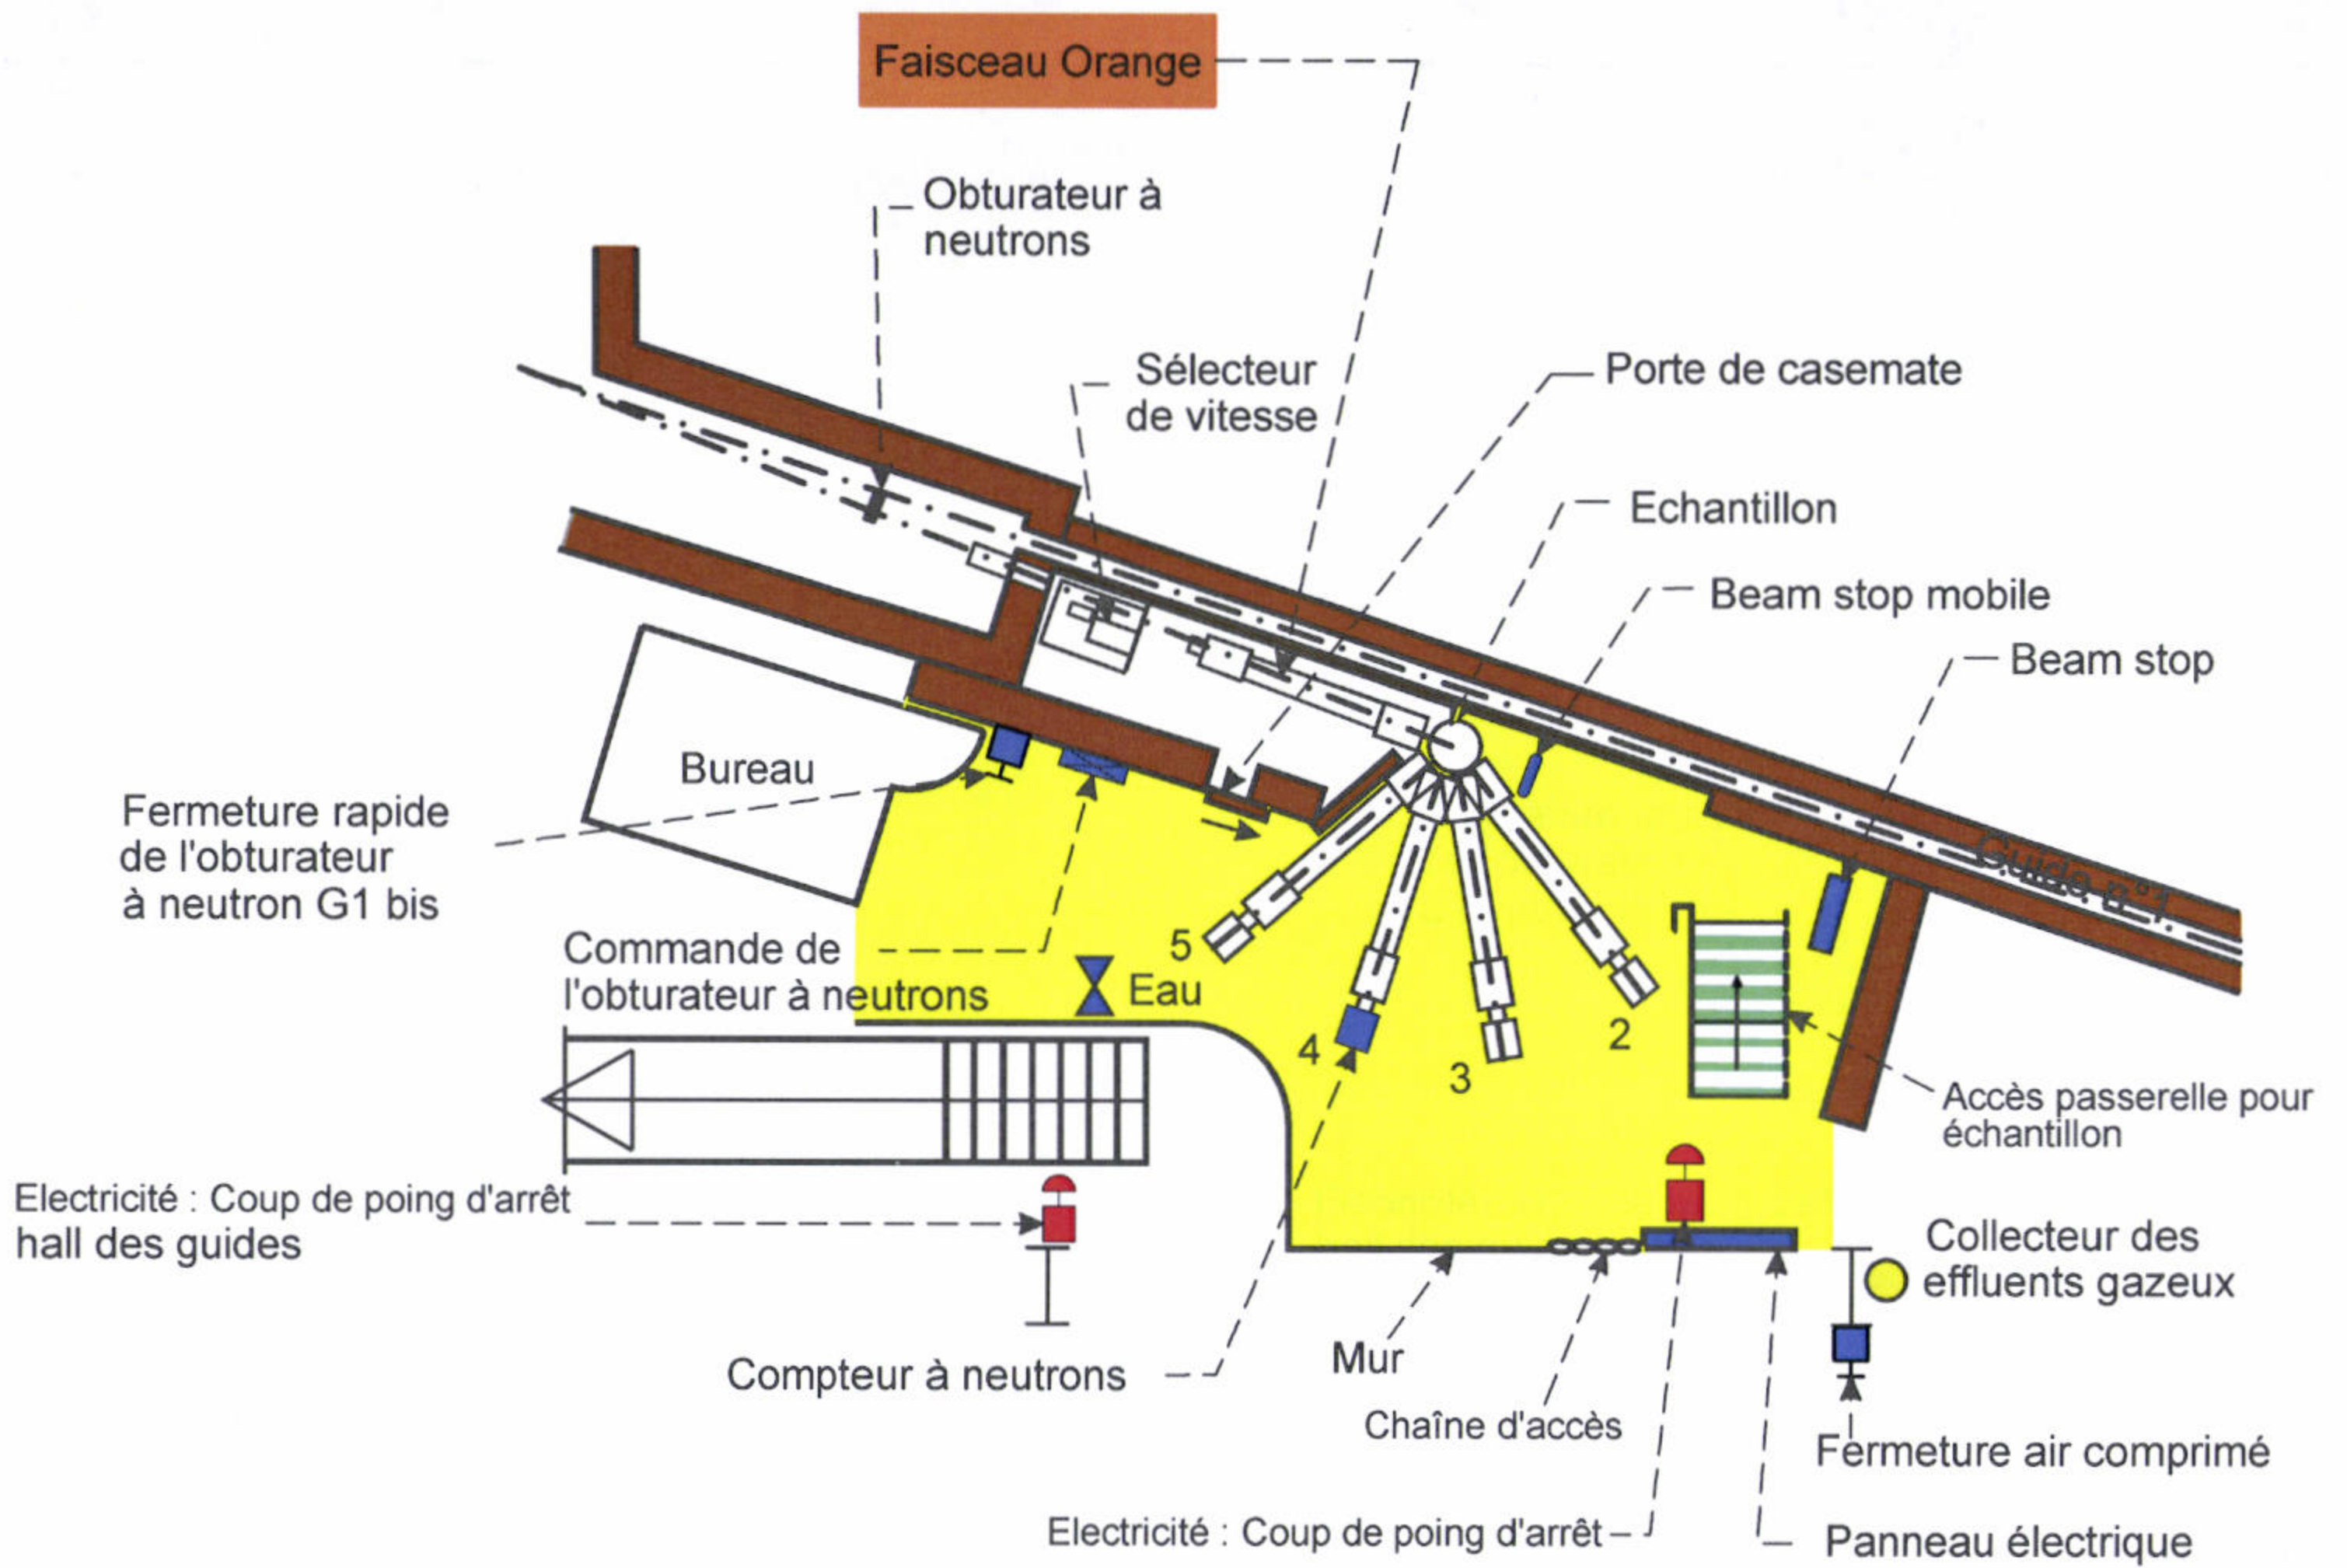 Faisceau Orange
Obturateur à
neutrons
Sélecteur
de vitesse
Porte de casemate
Echantillon
Beam stop mobile
Beam stop
Guide n°1
Bureau
Fermeture rapide
de l'obturateur
à neutron G1 bis
Commande de
l'obturateur à neutrons
Eau
5
4
3
2
Accès passerelle pour
échantillon
Electricité : Coup de poing d'arrêt
hall des guides
Collecteur des
effluents gazeux
Compteur à neutrons
Mur
Chaîne d'accès
Fermeture air comprimé
Electricité : Coup de poing d'arrêt
Panneau électrique